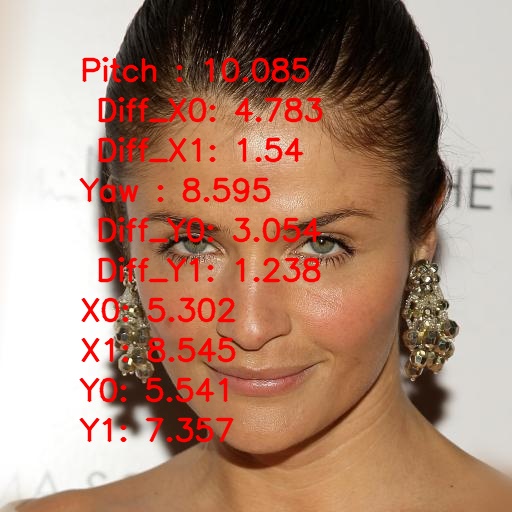 Pitch : 10.085
Diff_X0: 4.783
Diff_X1: 1.54
Yaw : 8.595
HE
Diff_Y0: 3.054
Diff_Y1: 1.238
X0: 5.302
X1: 8.545
Y0: 5.541
Y1: 7.357